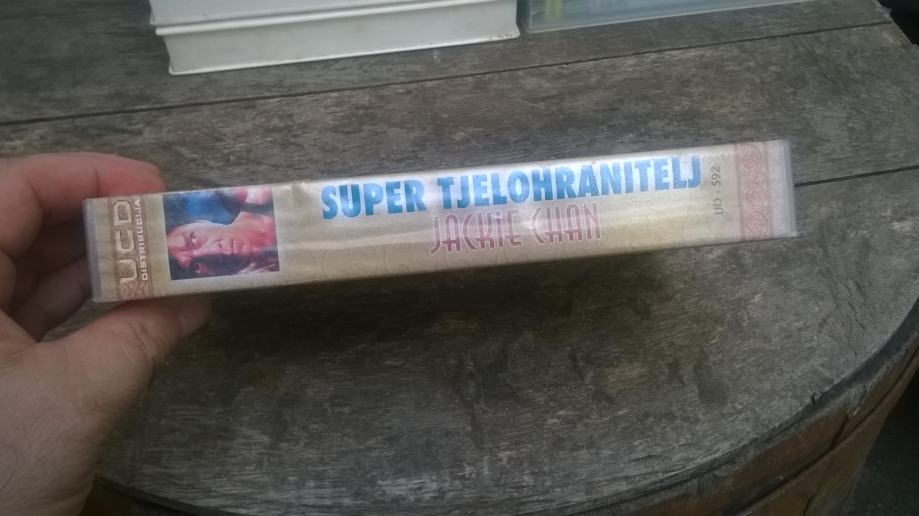 UCD
DISTRIBUCIJA
SUPER TJELOHRANITELJ
JACKIE CHAN
UD - 592